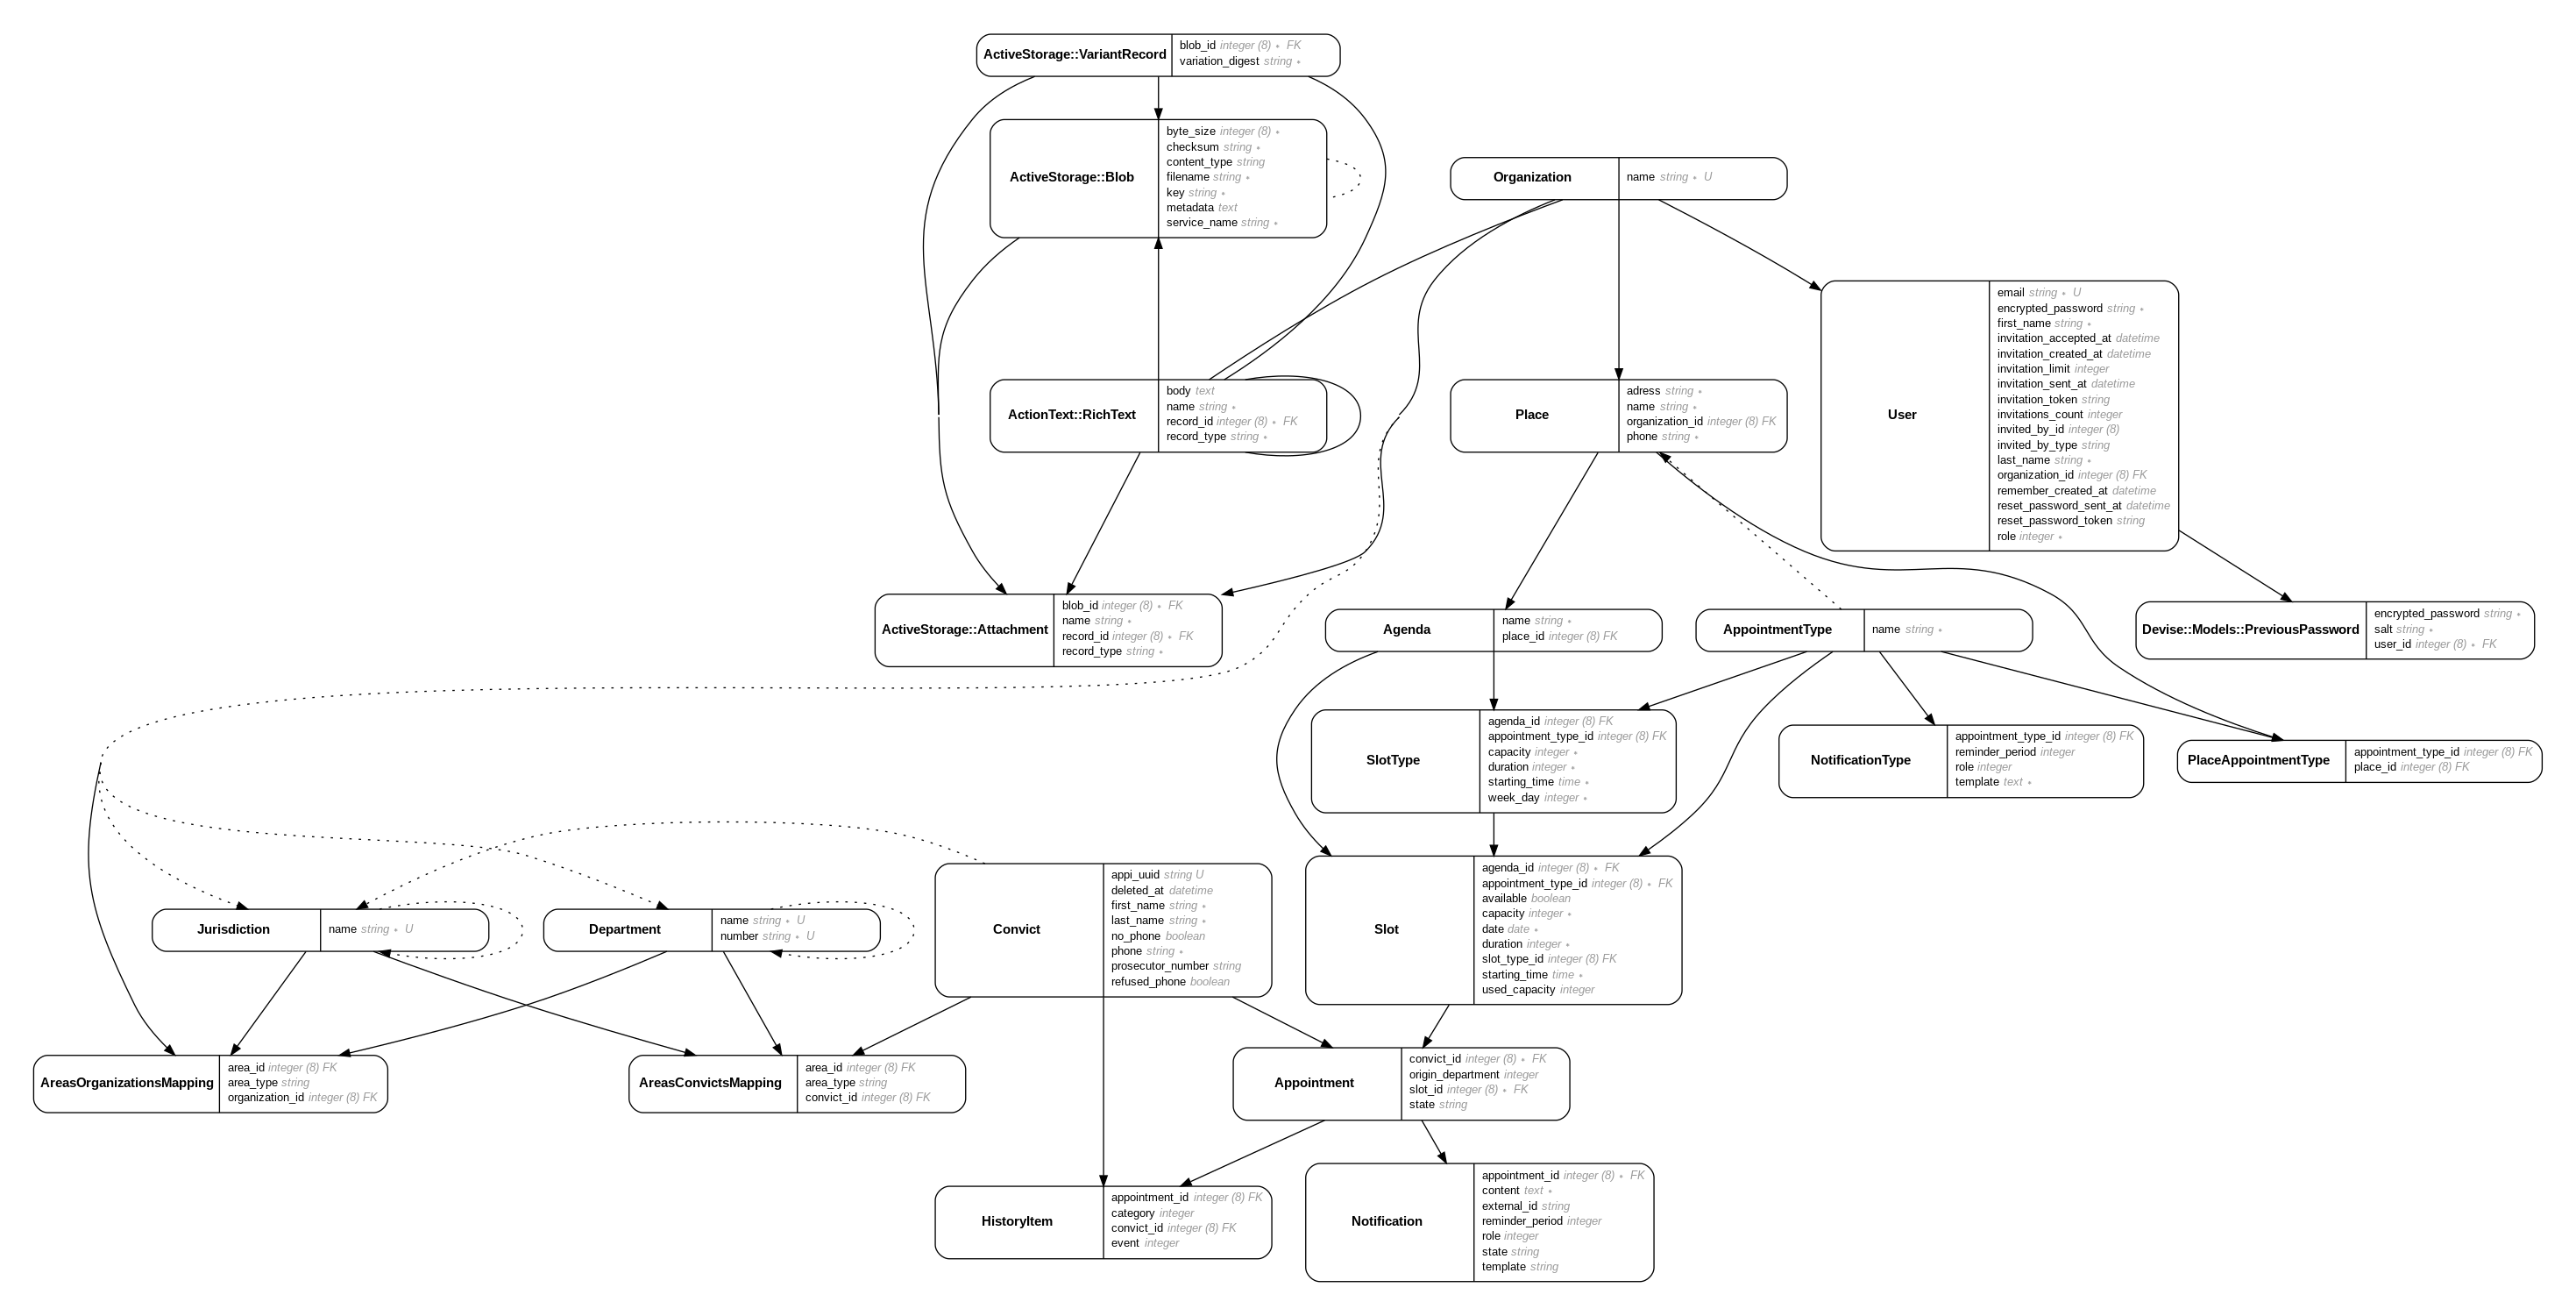 ActiveStorage::VariantRecord
blob_id integer (8) ∗ FK
variation_digest string ∗
ActiveStorage::Blob
byte_size integer (8) ∗
checksum string ∗
content_type string
filename string ∗
key string ∗
metadata text
service_name string ∗
Organization
name string ∗ U
User
email string ∗ U
encrypted_password string ∗
first_name string ∗
invitation_accepted_at datetime
invitation_created_at datetime
invitation_limit integer
invitation_sent_at datetime
invitation_token string
invitations_count integer
invited_by_id integer (8)
invited_by_type string
last_name string ∗
organization_id integer (8) FK
remember_created_at datetime
reset_password_sent_at datetime
reset_password_token string
role integer ∗
ActionText::RichText
body text
name string ∗
record_id integer (8) ∗ FK
record_type string ∗
Place
adress string ∗
name string ∗
organization_id integer (8) FK
phone string ∗
ActiveStorage::Attachment
blob_id integer (8) ∗ FK
name string ∗
record_id integer (8) ∗ FK
record_type string ∗
Agenda
name string ∗
place_id integer (8) FK
AppointmentType
name string ∗
Devise::Models::PreviousPassword
encrypted_password string ∗
salt string ∗
user_id integer (8) ∗ FK
SlotType
agenda_id integer (8) FK
appointment_type_id integer (8) FK
capacity integer ∗
duration integer ∗
starting_time time ∗
week_day integer ∗
NotificationType
appointment_type_id integer (8) FK
reminder_period integer
role integer
template text ∗
PlaceAppointmentType
appointment_type_id integer (8) FK
place_id integer (8) FK
Jurisdiction
name string ∗ U
Department
name string ∗ U
number string ∗ U
Convict
appi_uuid string U
deleted_at datetime
first_name string ∗
last_name string ∗
no_phone boolean
phone string ∗
prosecutor_number string
refused_phone boolean
Slot
agenda_id integer (8) ∗ FK
appointment_type_id integer (8) ∗ FK
available boolean
capacity integer ∗
date date ∗
duration integer ∗
slot_type_id integer (8) FK
starting_time time ∗
used_capacity integer
AreasOrganizationsMapping
area_id integer (8) FK
area_type string
organization_id integer (8) FK
AreasConvictsMapping
area_id integer (8) FK
area_type string
convict_id integer (8) FK
Appointment
convict_id integer (8) ∗ FK
origin_department integer
slot_id integer (8) ∗ FK
state string
HistoryItem
appointment_id integer (8) FK
category integer
convict_id integer (8) FK
event integer
Notification
appointment_id integer (8) ∗ FK
content text ∗
external_id string
reminder_period integer
role integer
state string
template string